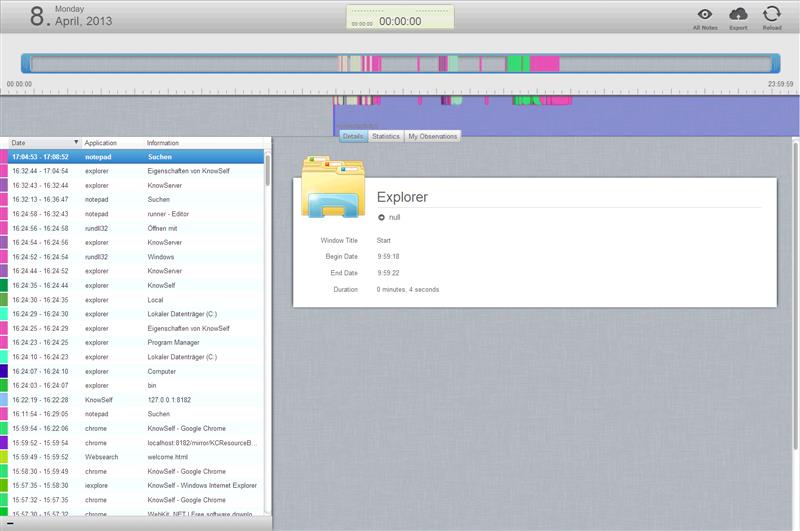 8. Monday
April, 2013
00:00:00 00:00:00
All Notes Export Reload
00:00:00 23:59:59
Details Statistics My Observations
Date Application Information
17:04:53 - 17:08:52 notepad Suchen
16:32:44 - 17:04:54 explorer Eigenschaften von KnowSelf
16:32:43 - 16:32:44 explorer KnowServer
16:32:13 - 16:36:47 notepad Suchen
16:24:58 - 16:32:43 notepad runner - Editor
16:24:56 - 16:24:58 rundll32 Öffnen mit
16:24:54 - 16:24:56 explorer KnowServer
16:24:52 - 16:24:54 rundll32 Windows
16:24:44 - 16:24:52 explorer KnowServer
16:24:35 - 16:24:44 explorer KnowSelf
16:24:30 - 16:24:35 explorer Local
16:24:29 - 16:24:30 explorer Lokaler Datenträger (C:)
16:24:25 - 16:24:29 explorer Eigenschaften von KnowSelf
16:24:23 - 16:24:25 explorer Program Manager
16:24:10 - 16:24:23 explorer Lokaler Datenträger (C:)
16:24:07 - 16:24:10 explorer Computer
16:24:03 - 16:24:07 explorer bin
16:22:19 - 16:22:28 KnowSelf 127.0.0.1:8182
16:11:54 - 16:29:05 notepad Suchen
15:59:54 - 16:22:06 chrome KnowSelf - Google Chrome
15:59:52 - 15:59:54 chrome localhost:8182/mirror/KCResourceB...
15:59:49 - 15:59:52 Websearch welcome.html
15:58:30 - 15:59:49 chrome KnowSelf - Google Chrome
15:57:35 - 15:58:30 iexplore KnowSelf - Windows Internet Explorer
15:57:32 - 15:57:35 chrome KnowSelf - Google Chrome
15:57:30 - 15:57:32 chrome WebKit .NET | Free software downlo...
Explorer
null
Window Title Start
Begin Date 9:59:18
End Date 9:59:22
Duration 0 minutes, 4 seconds